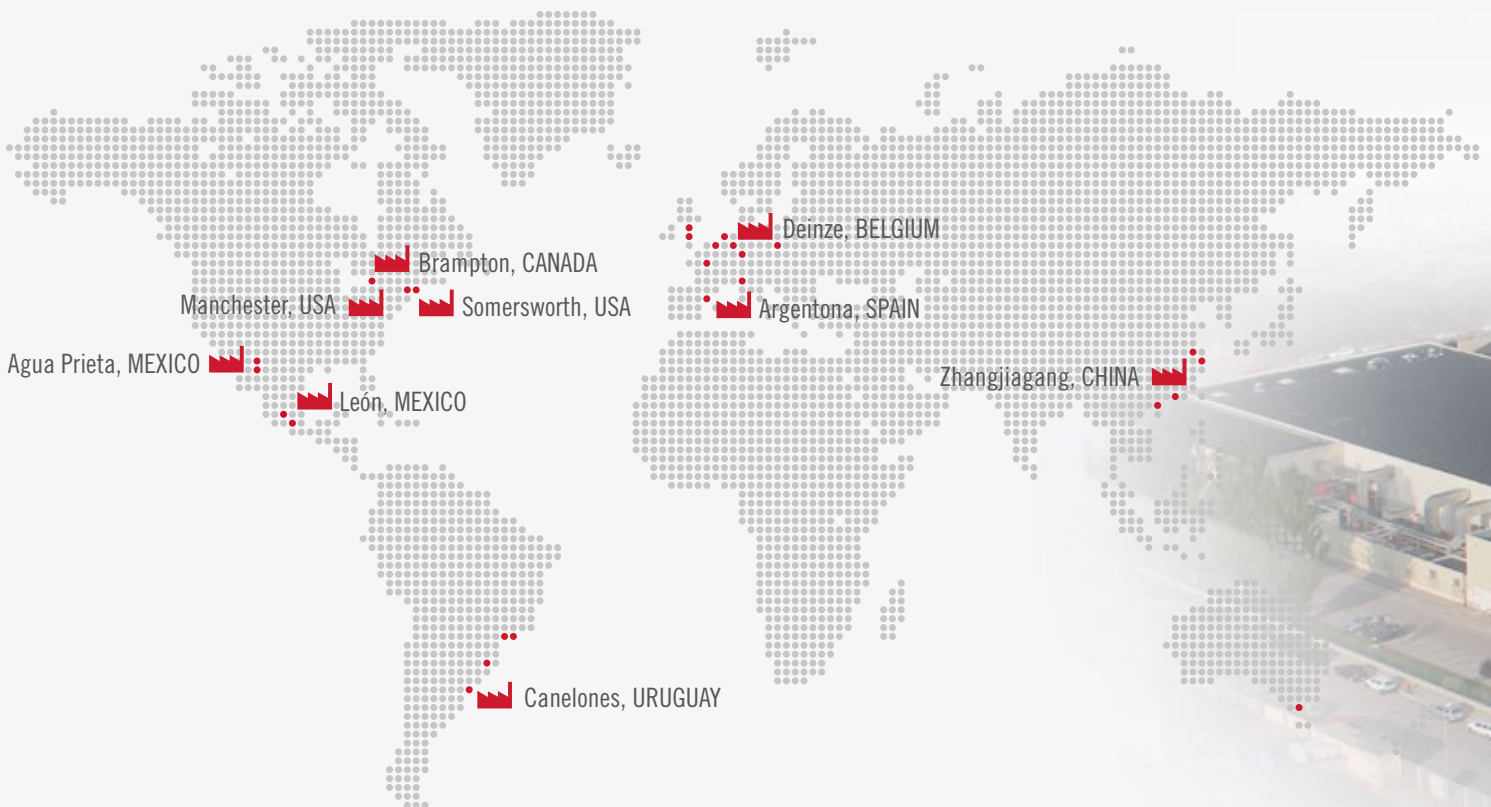 Deinze, BELGIUM
Brampton, CANADA
Manchester, USA
Somersworth, USA
Argentona, SPAIN
Agua Prieta, MEXICO
Zhangjiagang, CHINA
León, MEXICO
Canelones, URUGUAY